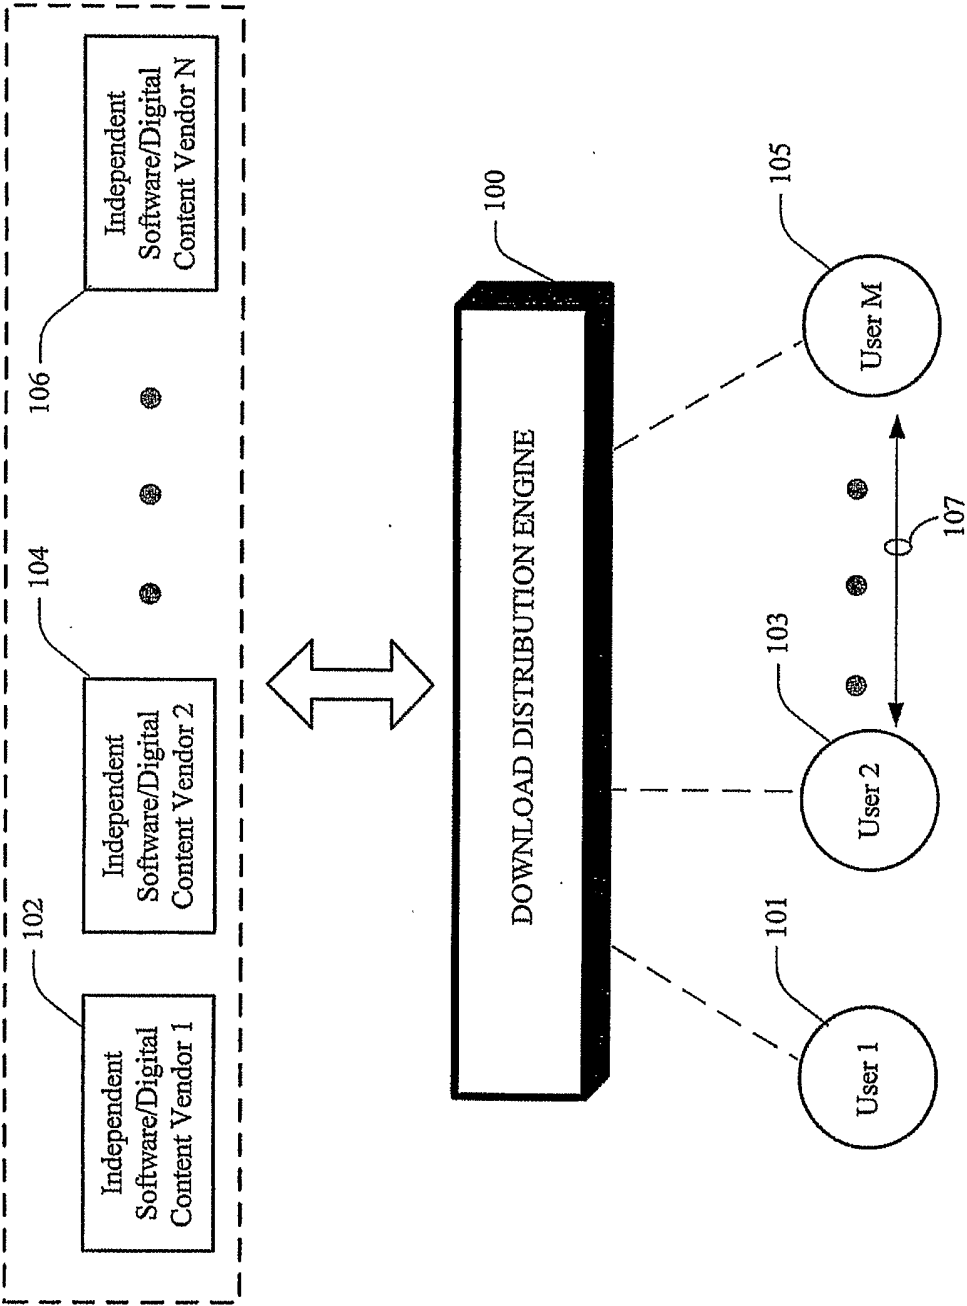 102
104
106
Independent
Software/Digital
Content Vendor 1
Independent
Software/Digital
Content Vendor 2
Independent
Software/Digital
Content Vendor N
100
DOWNLOAD DISTRIBUTION ENGINE
101
103
105
User 1
User 2
User M
107